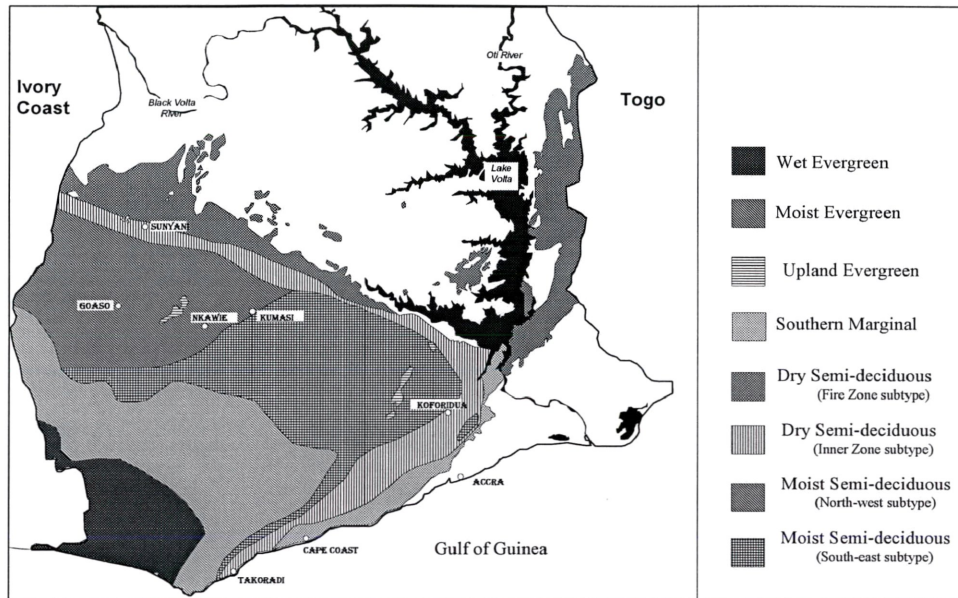 Oti River
Ivory
Coast
Togo
Black Volta
River
Lake
Volta
SUNYAN
GOASO
NKAWIE
KUMASI
KOFORIDUA
ACCRA
CAPE COAST
Gulf of Guinea
TAKORADI
Wet Evergreen
Moist Evergreen
Upland Evergreen
Southern Marginal
Dry Semi-deciduous
(Fire Zone subtype)
Dry Semi-deciduous
(Inner Zone subtype)
Moist Semi-deciduous
(North-west subtype)
Moist Semi-deciduous
(South-east subtype)